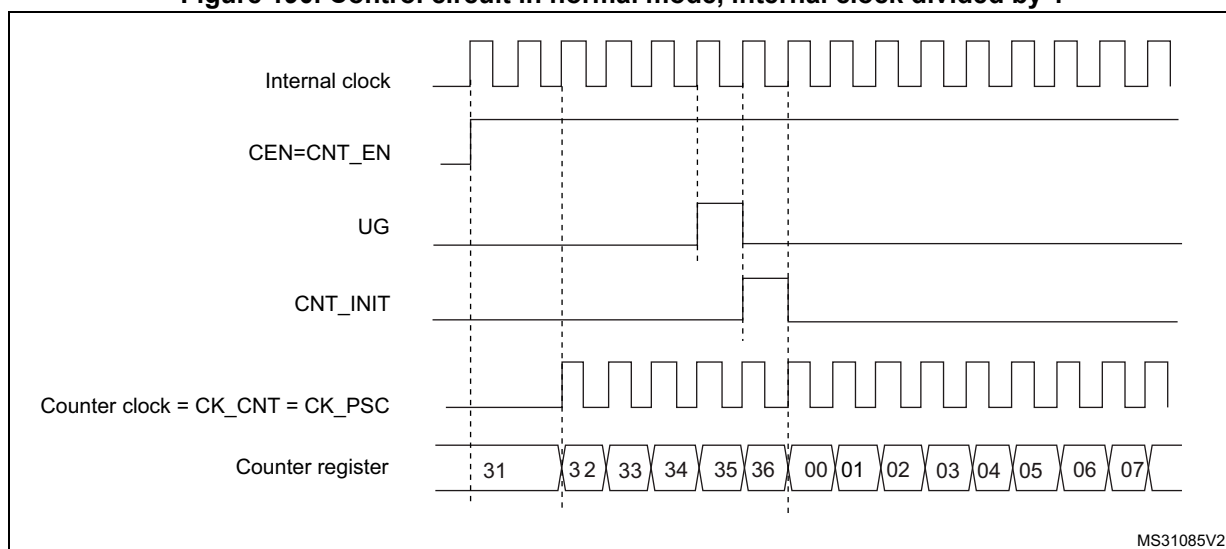 Figure Control circuit in normal mode, internal clock divided by 1
Internal clock
CEN=CNT_EN
UG
CNT_INIT
Counter clock = CK_CNT = CK_PSC
Counter register 31 32 33 34 35 36 00 01 02 03 04 05 06 07
MS31085V2